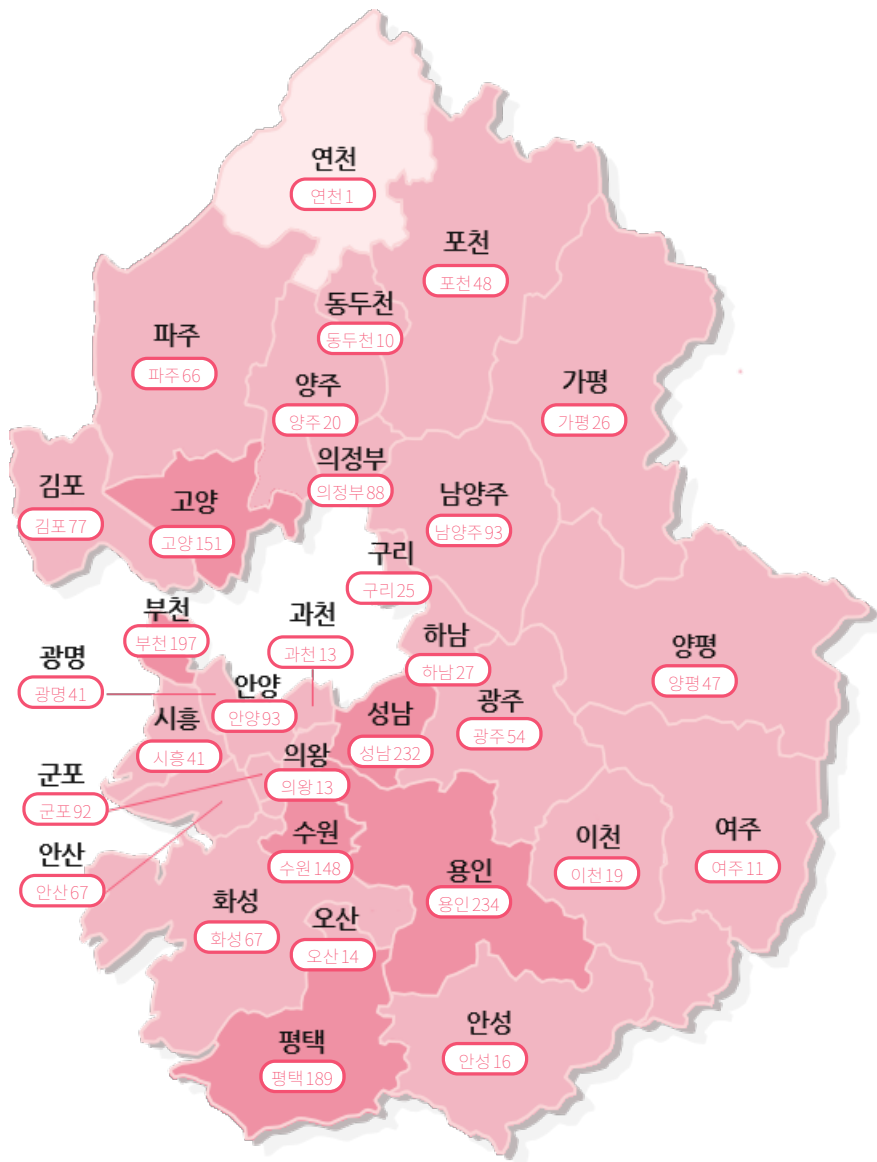 연천
연천 1
포천
포천 48
동두천
동두천 10
파주
파주 66
양주
양주 20
가평
가평 26
의정부
의정부 88
김포
김포 77
고양
고양 151
남양주
남양주 93
구리
구리 25
부천
부천 197
과천
과천 13
하남
하남 27
양평
양평 47
광명
광명 41
안양
안양 93
시흥
시흥 41
성남
성남 232
광주
광주 54
의왕
의왕 13
군포
군포 92
수원
수원 148
이천
이천 19
여주
여주 11
안산
안산 67
용인
용인 234
화성
화성 67
오산
오산 14
안성
안성 16
평택
평택 189